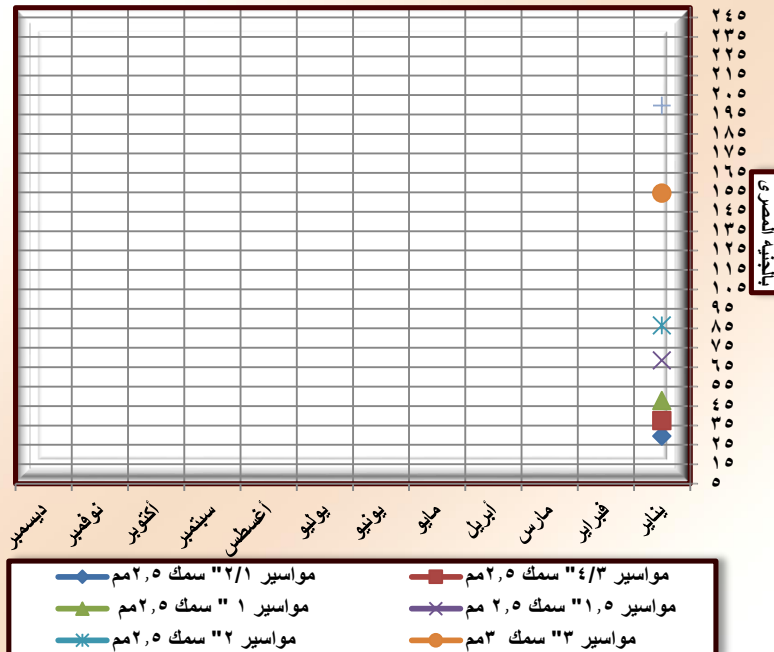 ٢٤٥
٢٣٥
٢٢٥
٢١٥
٢٠٥
١٩٥
١٨٥
١٧٥
١٦٥
١٥٥
١٤٥
١٣٥
١٢٥
١١٥
١٠٥
٩٥
٨٥
٧٥
٦٥
٥٥
٤٥
٣٥
٢٥
١٥
٥
بالجنيه المصرى
يناير
فبراير
مارس
أبريل
مايو
يونيو
يوليو
أغسطس
سبتمبر
أكتوبر
نوفمبر
ديسمبر
مواسير ٢/١" سمك ٢,٥مم
مواسير ٤/٣" سمك ٢,٥مم
مواسير ١ " سمك ٢,٥مم
مواسير ١,٥" سمك ٢,٥ مم
مواسير ٢" سمك ٢,٥مم
مواسير ٣" سمك ٣مم